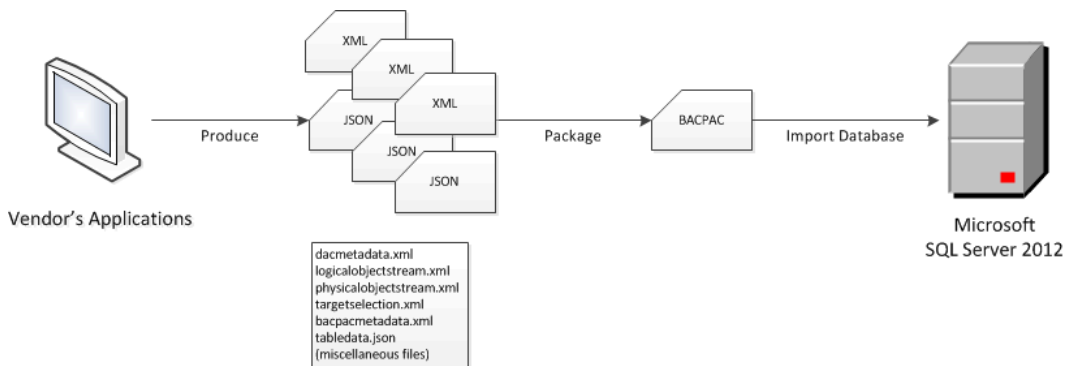 XML
XML
XML
JSON
JSON
JSON
BACPAC
Produce
Package
Import Database
Vendor's Applications
Microsoft
SQL Server 2012
dacmetadata.xml
logicalobjectstream.xml
physicalobjectstream.xml
targetselection.xml
bacpacmetadata.xml
tabledata.json
(miscellaneous files)